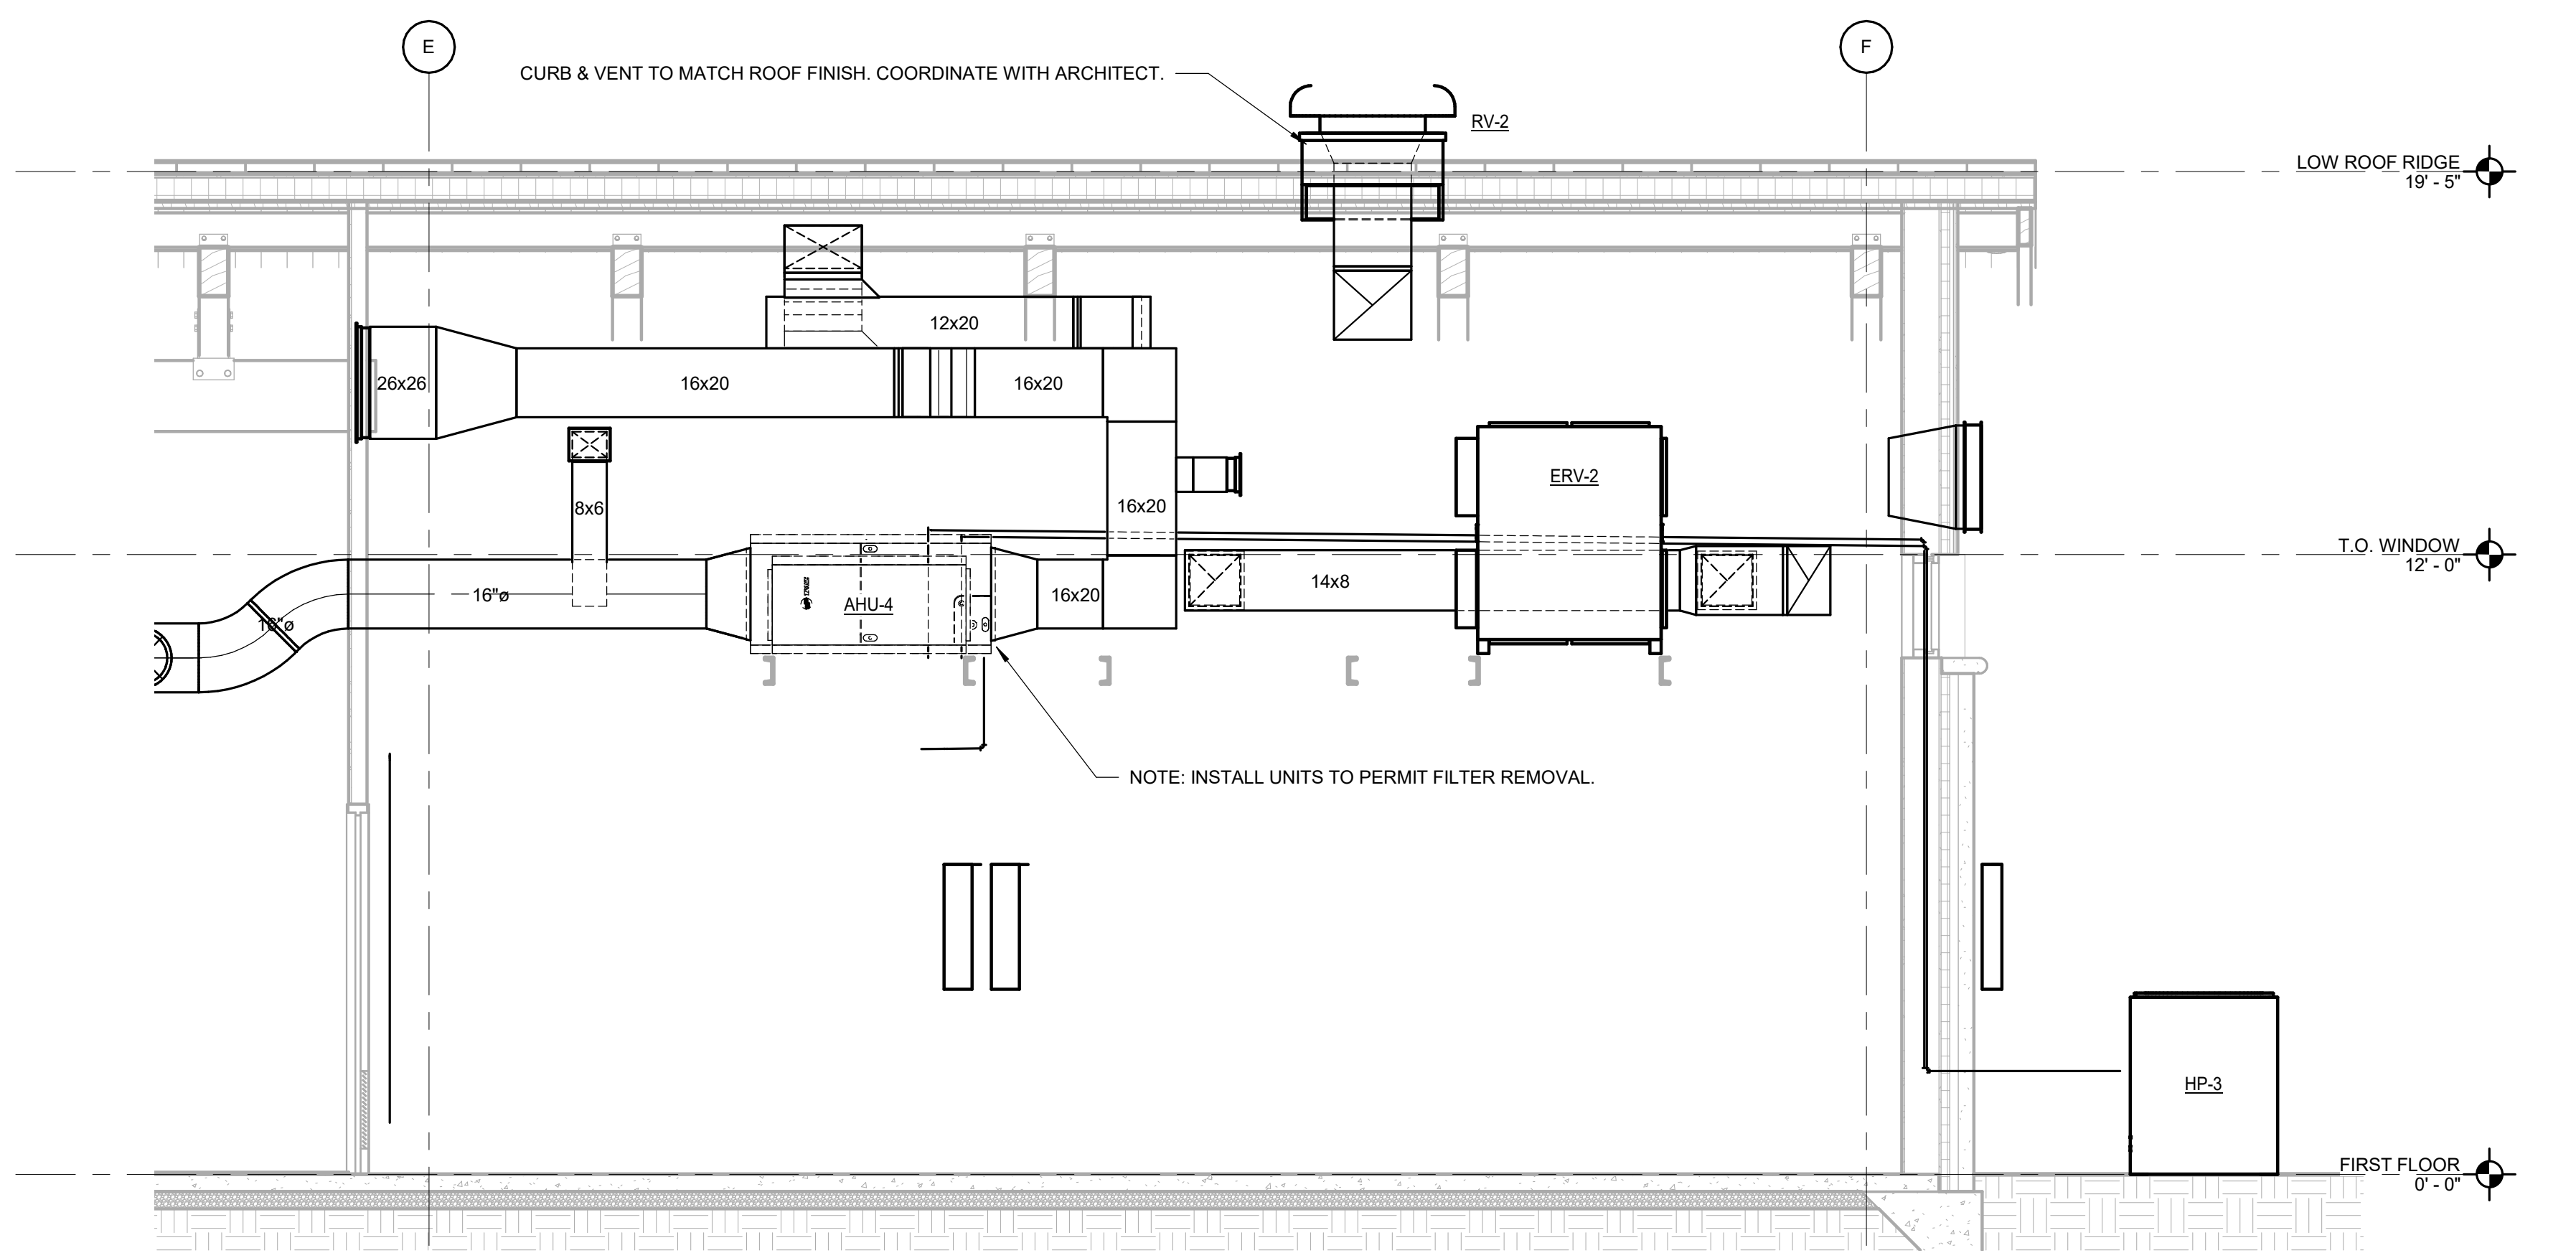 E
F
CURB & VENT TO MATCH ROOF FINISH. COORDINATE WITH ARCHITECT.
RV-2
LOW ROOF RIDGE
19' - 5"
12x20
26x26
16x20
16x20
ERV-2
8x6
16x20
T.O. WINDOW
12' - 0"
14x8
16"ø
AHU-4
16x20
16"ø
NOTE: INSTALL UNITS TO PERMIT FILTER REMOVAL.
HP-3
FIRST FLOOR
0' - 0"